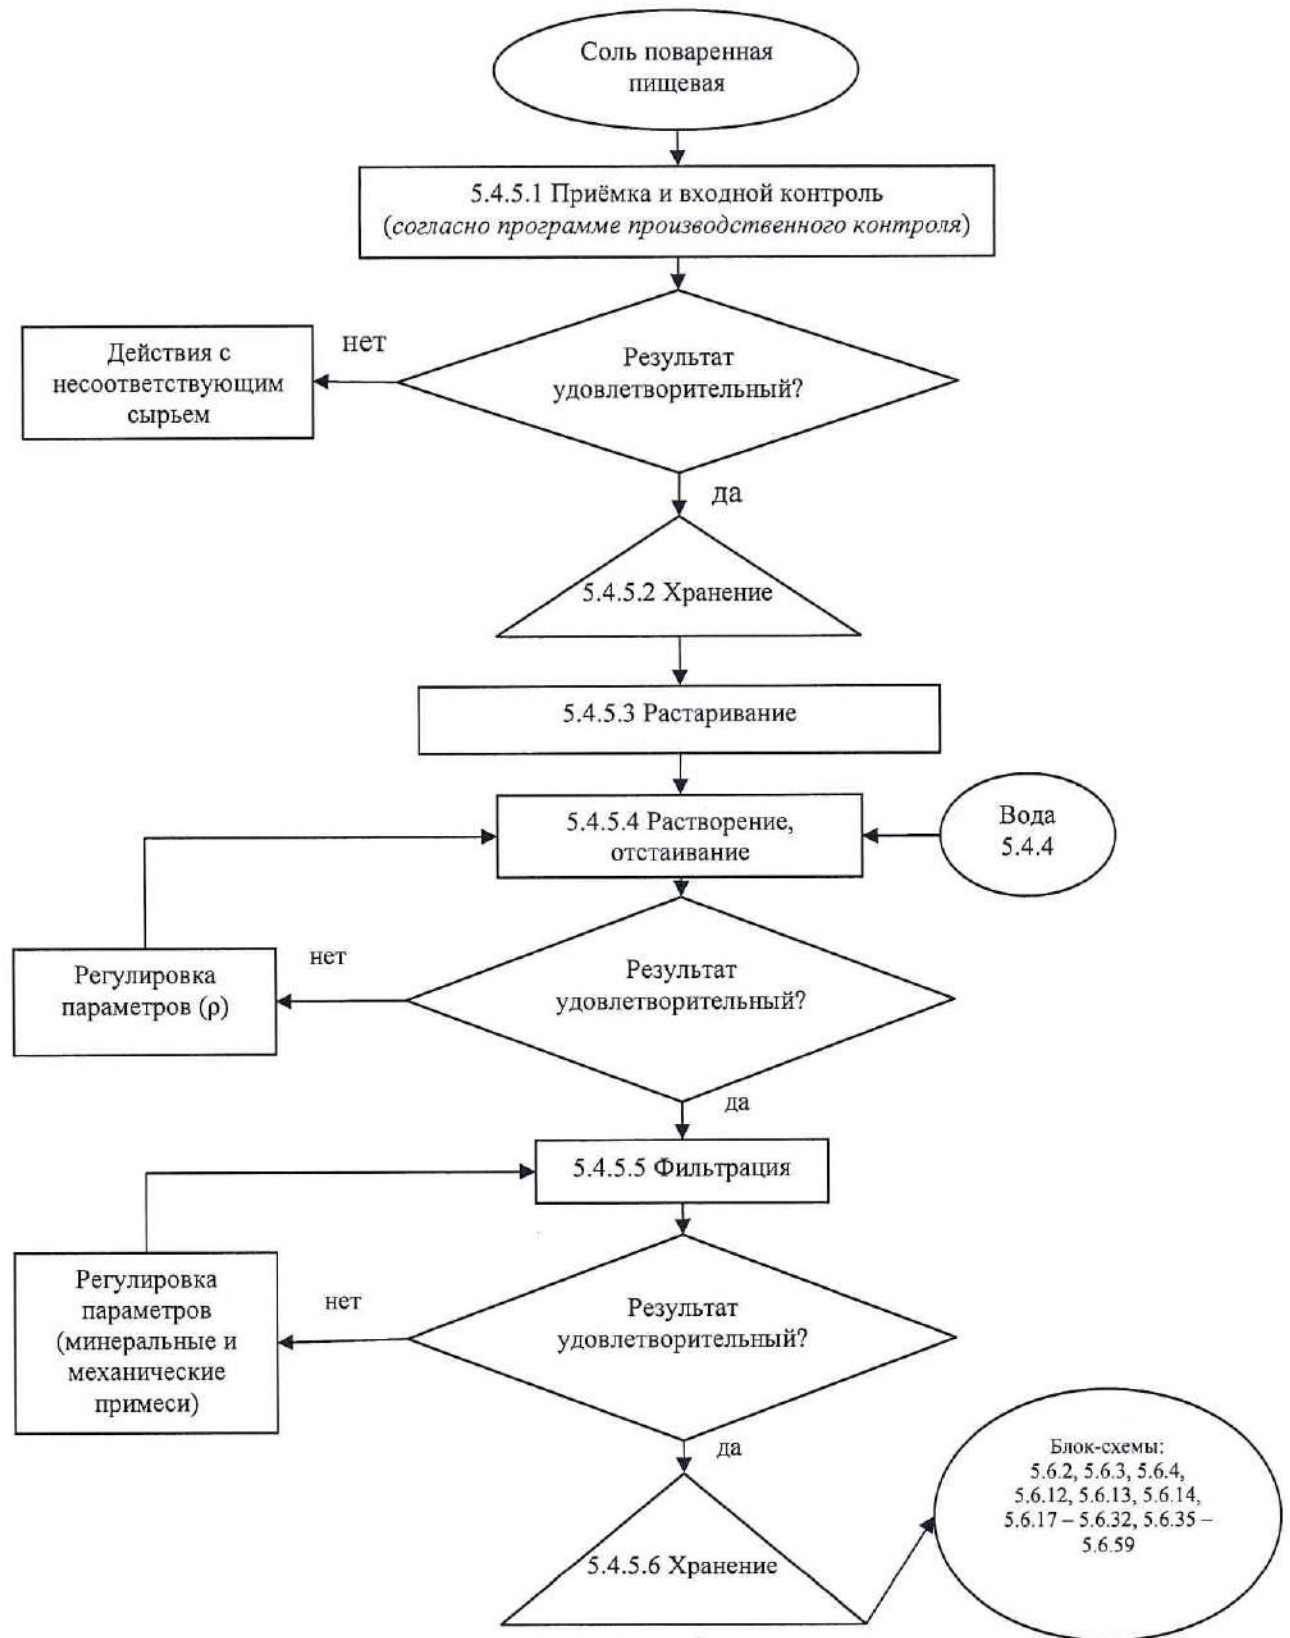 Соль поваренная
пищевая
5.4.5.1 Приёмка и входной контроль
(согласно программе производственного контроля)
нет
Действия с
несоответствующим
сырьем
Результат
удовлетворительный?
да
5.4.5.2 Хранение
5.4.5.3 Растаривание
5.4.5.4 Растворение,
отстаивание
Вода
5.4.4
нет
Регулировка
параметров (ρ)
Результат
удовлетворительный?
да
5.4.5.5 Фильтрация
Регулировка
параметров
(минеральные и
механические
примеси)
нет
Результат
удовлетворительный?
да
5.4.5.6 Хранение
Блок-схемы:
5.6.2, 5.6.3, 5.6.4,
5.6.12, 5.6.13, 5.6.14,
5.6.17 – 5.6.32, 5.6.35 –
5.6.59